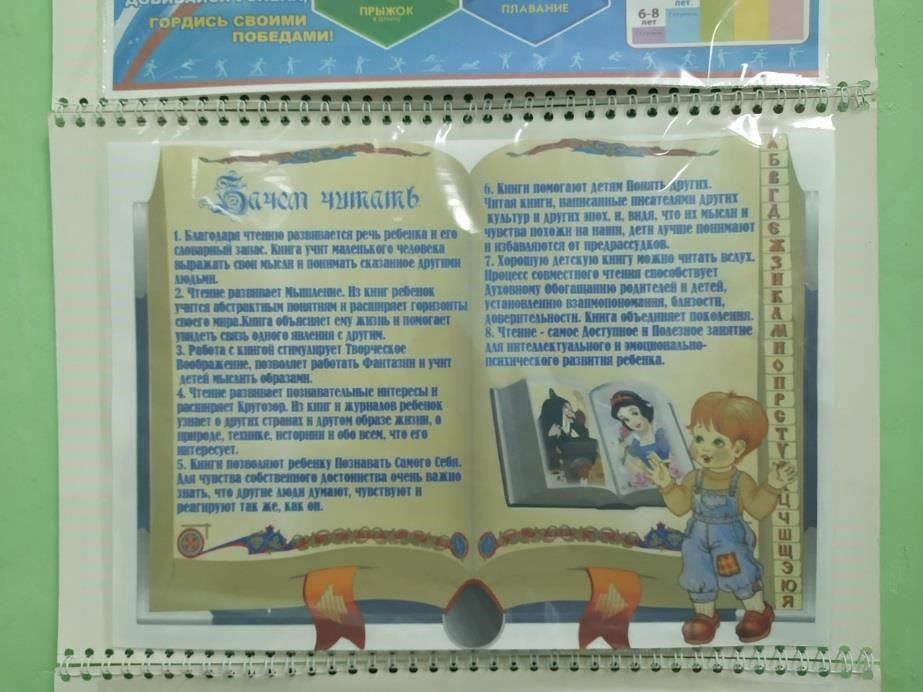 ГОРДИСЬ СВОИМИ
ПОБЕДАМИ!
ПРЫЖОК
ПЛАВАНИЕ
6-8
лет
лет
Зачем читать
1. Благодаря чтению развивается речь ребенка и его
словарный запас. Книга учит маленького человека
выражать свои мысли и понимать сказанное другими
людьми.
2. Чтение развивает Мышление. Из книг ребенок
учится абстрактным понятиям и расширяет горизонты
своего мира.Книга объясняет ему жизнь и помогает
увидеть связь одного явления с другим.
3. Работа с книгой стимулирует Творческое
Воображение, позволяет работать Фантазии и учит
детей мыслить образами.
4. Чтение развивает познавательные интересы и
расширяет Кругозор. Из книг и журналов ребенок
узнает о других странах и другом образе жизни, о
природе, технике, истории и обо всем, что его
интересует.
5. Книги позволяют ребенку Познавать Самого Себя.
Для чувства собственного достоинства очень важно
знать, что другие люди думают, чувствуют и
реагируют так же, как он.
6. Книги помогают детям Понять других.
Читая книги, написанные писателями других
культур и других эпох, и, видя, что их мысли и
чувства похожи на наши, дети лучше понимают
и избавляются от предрассудков.
7. Хорошую детскую книгу можно читать вслух.
Процесс совместного чтения способствует
Духовному Обогащанию родителей и детей,
установлению взаимопонимания, близости,
доверительности. Книга объединяет поколения.
8. Чтение - самое Доступное и Полезное занятие
для интеллектуального и эмоционально-
психического развития ребенка.
А
Б
В
Г
Д
Е
Ж
З
И
К
Л
М
Н
О
П
Р
С
Т
У
Ц
Ч
Ш
Щ
Э
Ю
Я